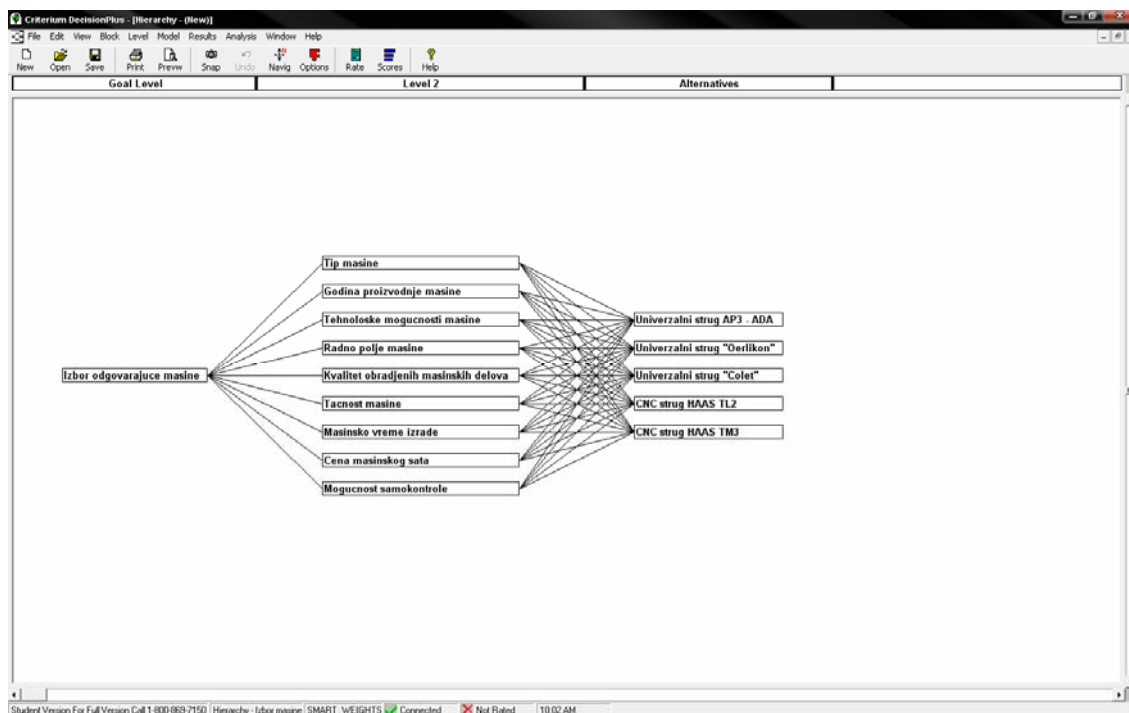 Criterium DecisionPlus - [Hierarchy - (New)]
File Edit View Block Level Model Results Analysis Window Help
New Open Save Print Prevw Snap Undo Navig Options Rate Scores Help
Goal Level Level 2 Alternatives
Tip masine
Godina proizvodnje masine
Tehnoloske mogucnosti masine
Radno polje masine
Izbor odgovarajuce masine
Kvalitet obradjenih masinskih delova
Tacnost masine
Masinsko vreme izrade
Cena masinskog sata
Mogucnost samokontrole
Univerzalni strug AP3 - ADA
Univerzalni strug "Oerlikon"
Univerzalni strug "Colet"
CNC strug HAAS TL2
CNC strug HAAS TM3
Student Version For Full Version Call 1-800-869-7150 Hierarchy - Izbor masine SMART WEIGHTS Connected Not Rated 10:02 AM